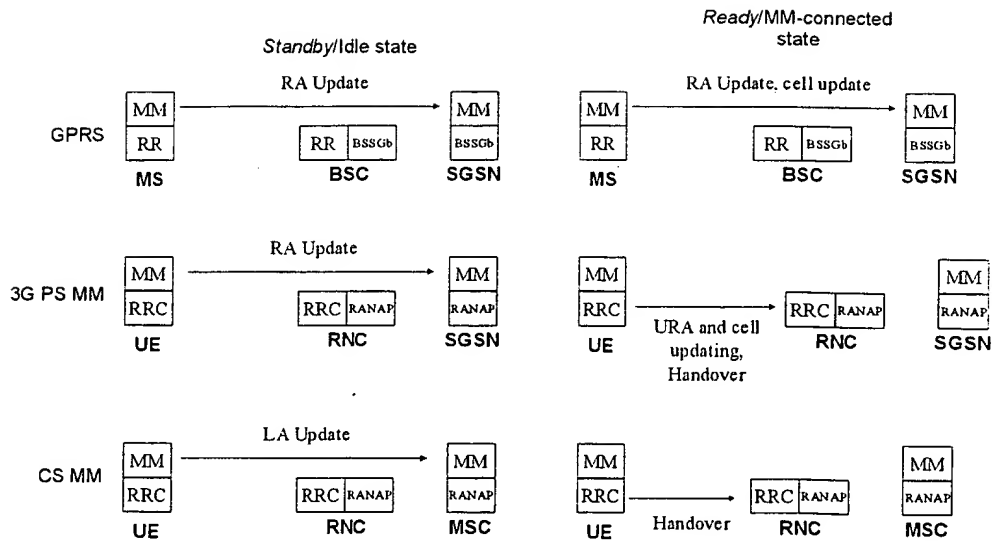 Standby/Idle state
Ready/MM-connected
state
GPRS
RA Update
MM
RR
MS
RR BSSGb
BSC
MM
BSSGb
SGSN
RA Update, cell update
MM
RR
MS
RR BSSGb
BSC
MM
BSSGb
SGSN
3G PS MM
RA Update
MM
RRC
UE
RRC RANAP
RNC
MM
RANAP
SGSN
MM
RRC
UE
URA and cell
updating,
Handover
RRC RANAP
RNC
MM
RANAP
SGSN
CS MM
LA Update
MM
RRC
UE
RRC RANAP
RNC
MM
RANAP
MSC
MM
RRC
UE
Handover
RRC RANAP
RNC
MM
RANAP
MSC